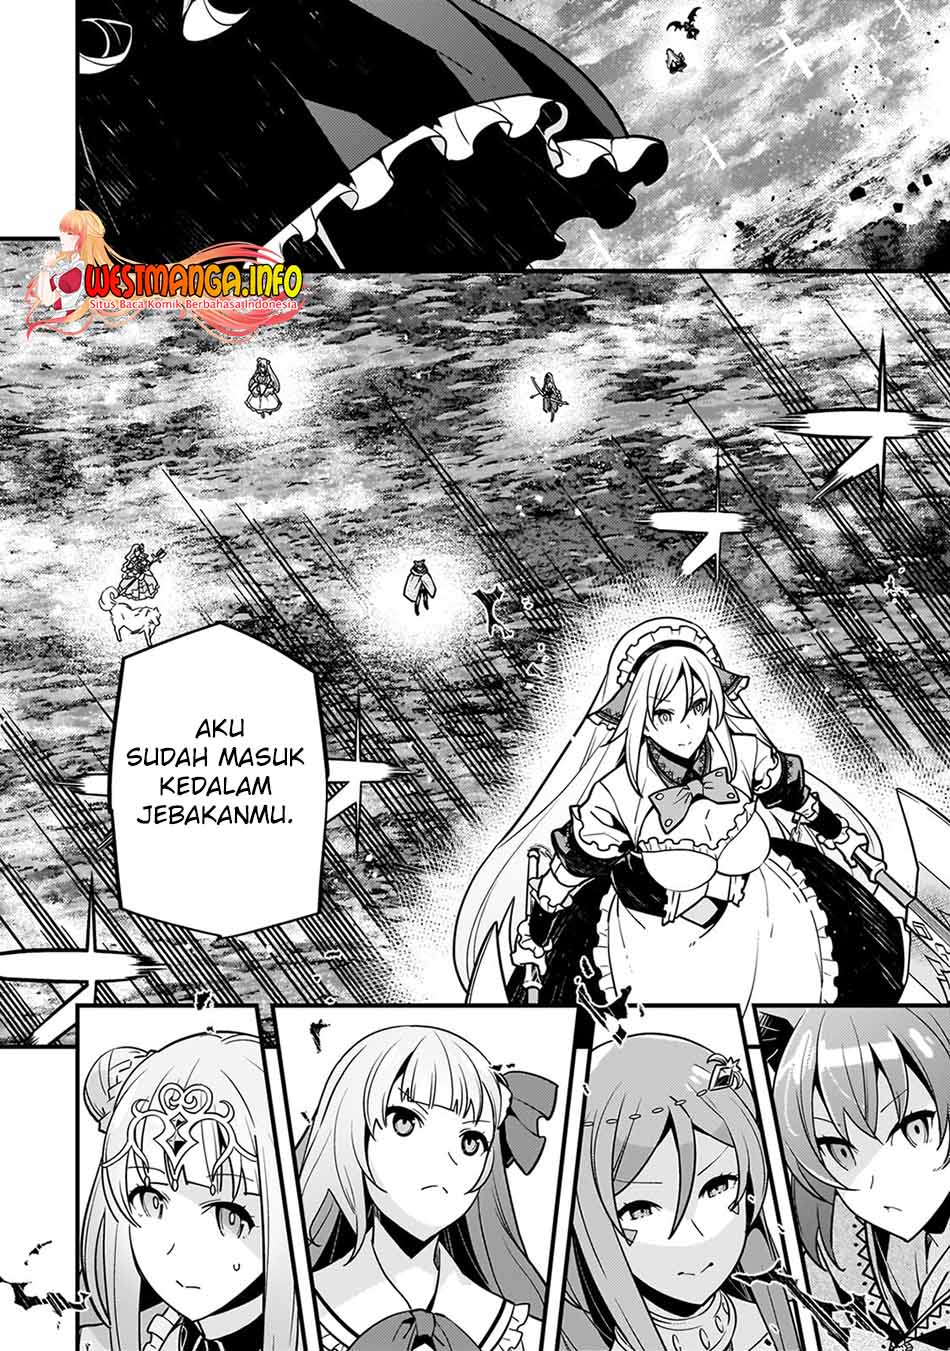 WESTMANGA.INFO
Situs Baca Komik Berbahasa Indonesia
AKU
SUDAH MASUK
KEDALAM
JEBAKANMU.